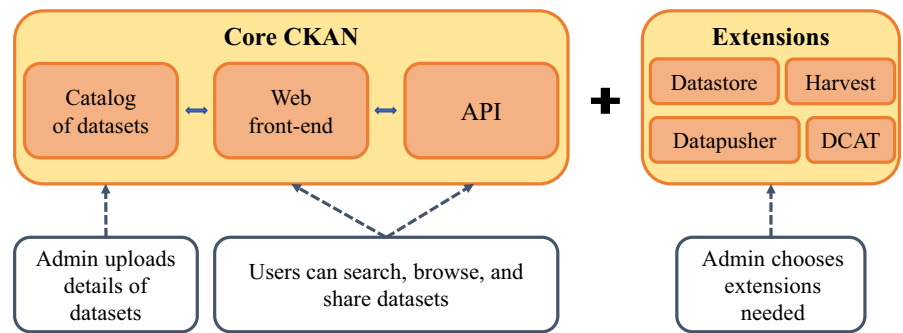 Core CKAN
Catalog
of datasets
Web
front-end
API
Extensions
Datastore
Harvest
Datapusher
DCAT
Admin uploads
details of
datasets
Users can search, browse, and
share datasets
Admin chooses
extensions
needed